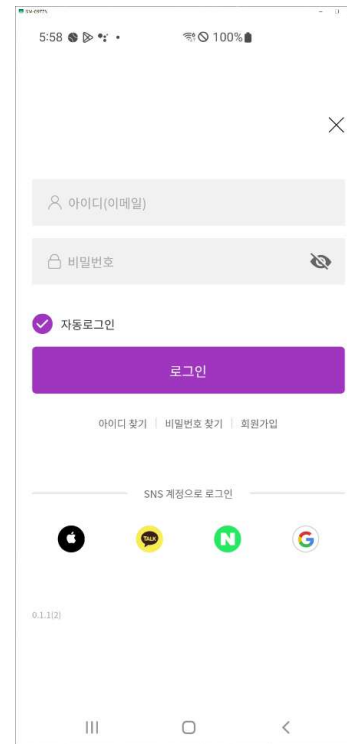 5:58 100%
아이디(이메일)
비밀번호
자동로그인
로그인
아이디 찾기 | 비밀번호 찾기 | 회원가입
SNS 계정으로 로그인
TALK N G
0.1.1(2)